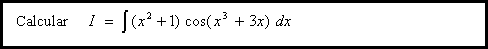 Calcular I = ∫(x² +1) cos(x³ + 3x) dx